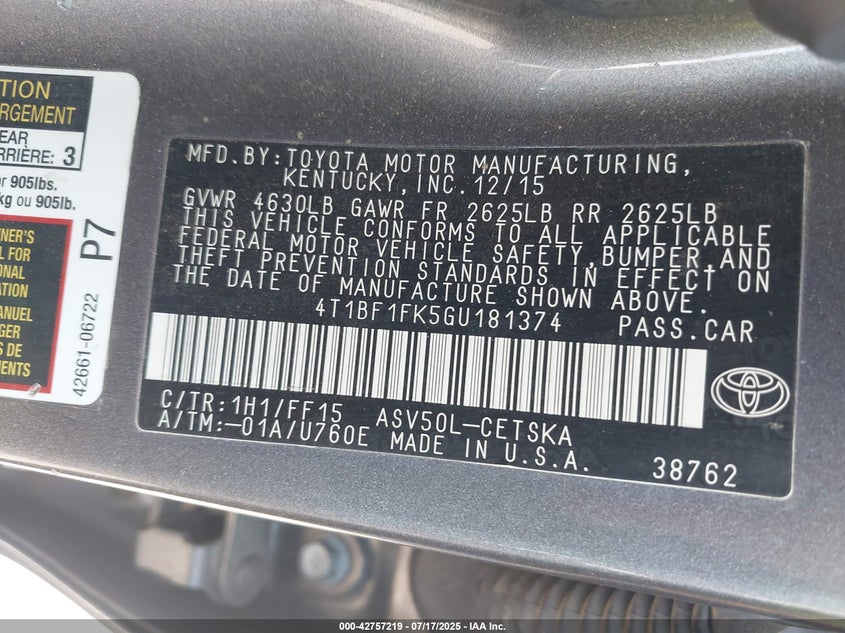 TION
RGEMENT
EAR
RRIÈRE: 3
or 905lbs.
kg ou 905lb.
P7
NER'S
L FOR
ONAL
ATION
ANUEL
GER
S DE
MENTS
42661-06722
MFD.BY:TOYOTA MOTOR MANUFACTURING,
KENTUCKY,INC.12/15
GVWR 4630LB GAWR FR 2625LB RR 2625LB
THIS VEHICLE CONFORMS TO ALL APPLICABLE
FEDERAL MOTOR VEHICLE SAFETY,BUMPER,AND
THEFT PREVENTION STANDARDS IN EFFECT ON
THE DATE OF MANUFACTURE SHOWN ABOVE.
4T1BF1FK5GU181374 PASS.CAR
C/TR:1H1/FF15 ASV50L-CETSKA
A/TM:-01A/U760E MADE IN U.S.A.
38762
000-42757219 - 07/17/2025 - IAA Inc.